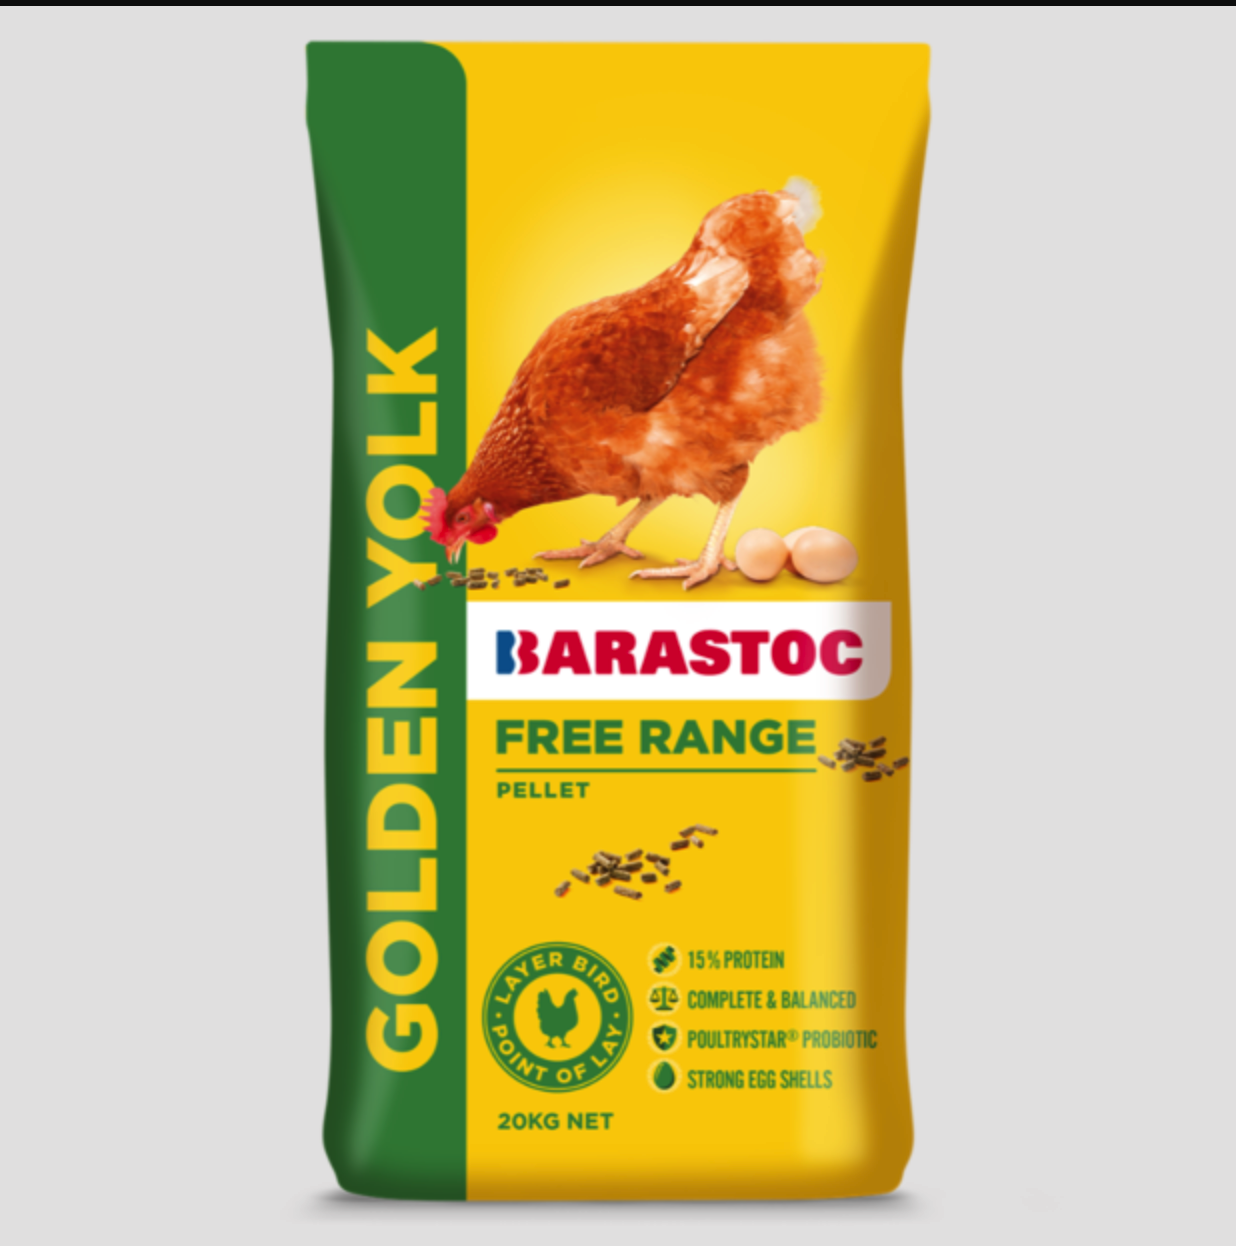 GOLDEN YOLK
BARASTOC
FREE RANGE
PELLET
LAYER BIRD
POINT OF LAY
15% PROTEIN
COMPLETE & BALANCED
POULTRYSTAR® PROBIOTIC
STRONG EGG SHELLS
20KG NET